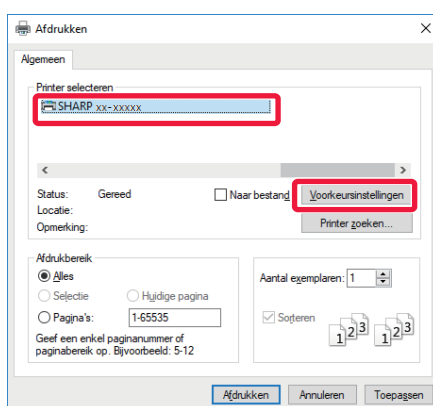 Afdrukken
Algemeen
Printer selecteren
SHARP xx-xxxxx
Status: Gereed
Naar bestand
Voorkeursinstellingen
Locatie:
Opmerking:
Printer zoeken...
Afdrukbereik
Alles
Selectie
Huidige pagina
Pagina's: 1-65535
Geef een enkel paginanummer of
paginabereik op. Bijvoorbeeld: 5-12
Aantal exemplaren: 1
Sorteren
1 2 3 1 2 3
Afdrukken Annuleren Toepassen